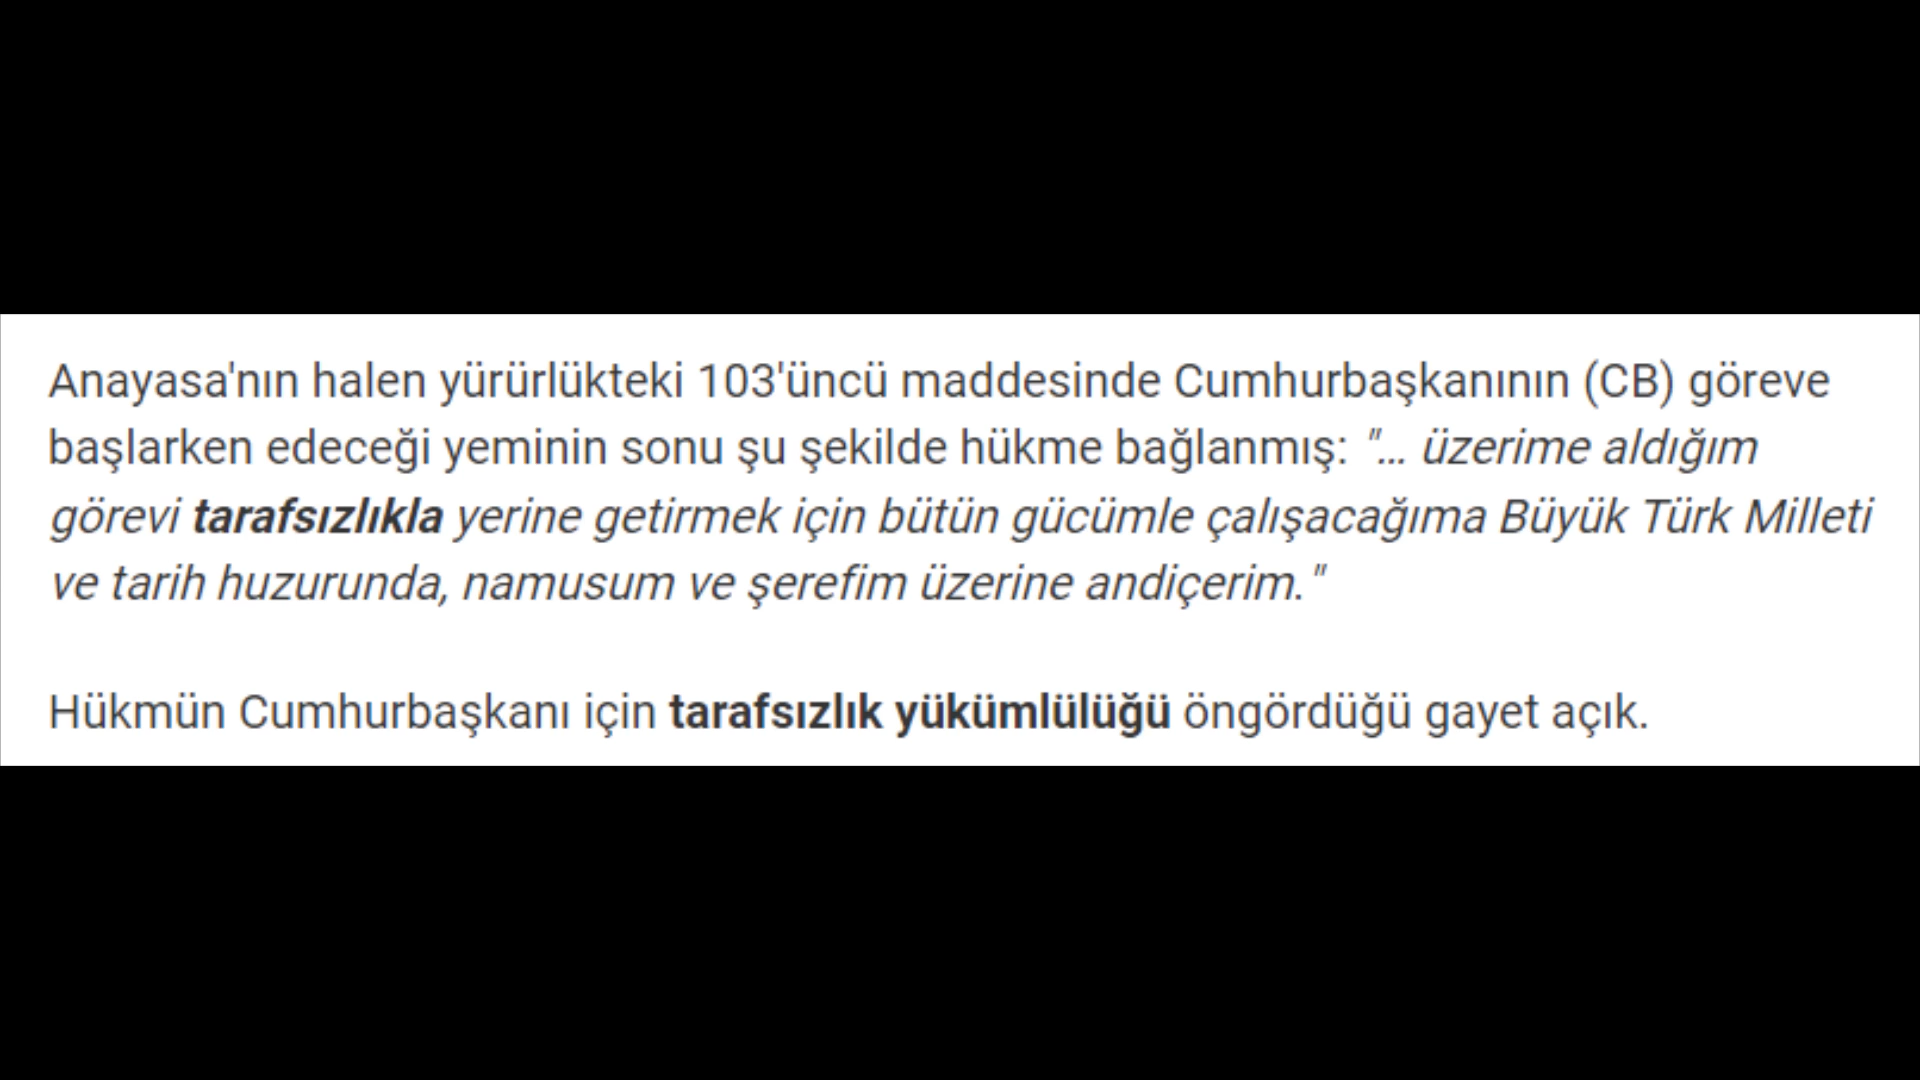 Anayasa'nın halen yürürlükteki 103'üncü maddesinde Cumhurbaşkanının (CB) göreve
başlarken edeceği yeminin sonu şu şekilde hükme bağlanmış: "... üzerime aldığım
görevi tarafsızlıkla yerine getirmek için bütün gücümle çalışacağıma Büyük Türk Milleti
ve tarih huzurunda, namusum ve şerefim üzerine andiçerim."
Hükmün Cumhurbaşkanı için tarafsızlık yükümlülüğü öngördüğü gayet açık.